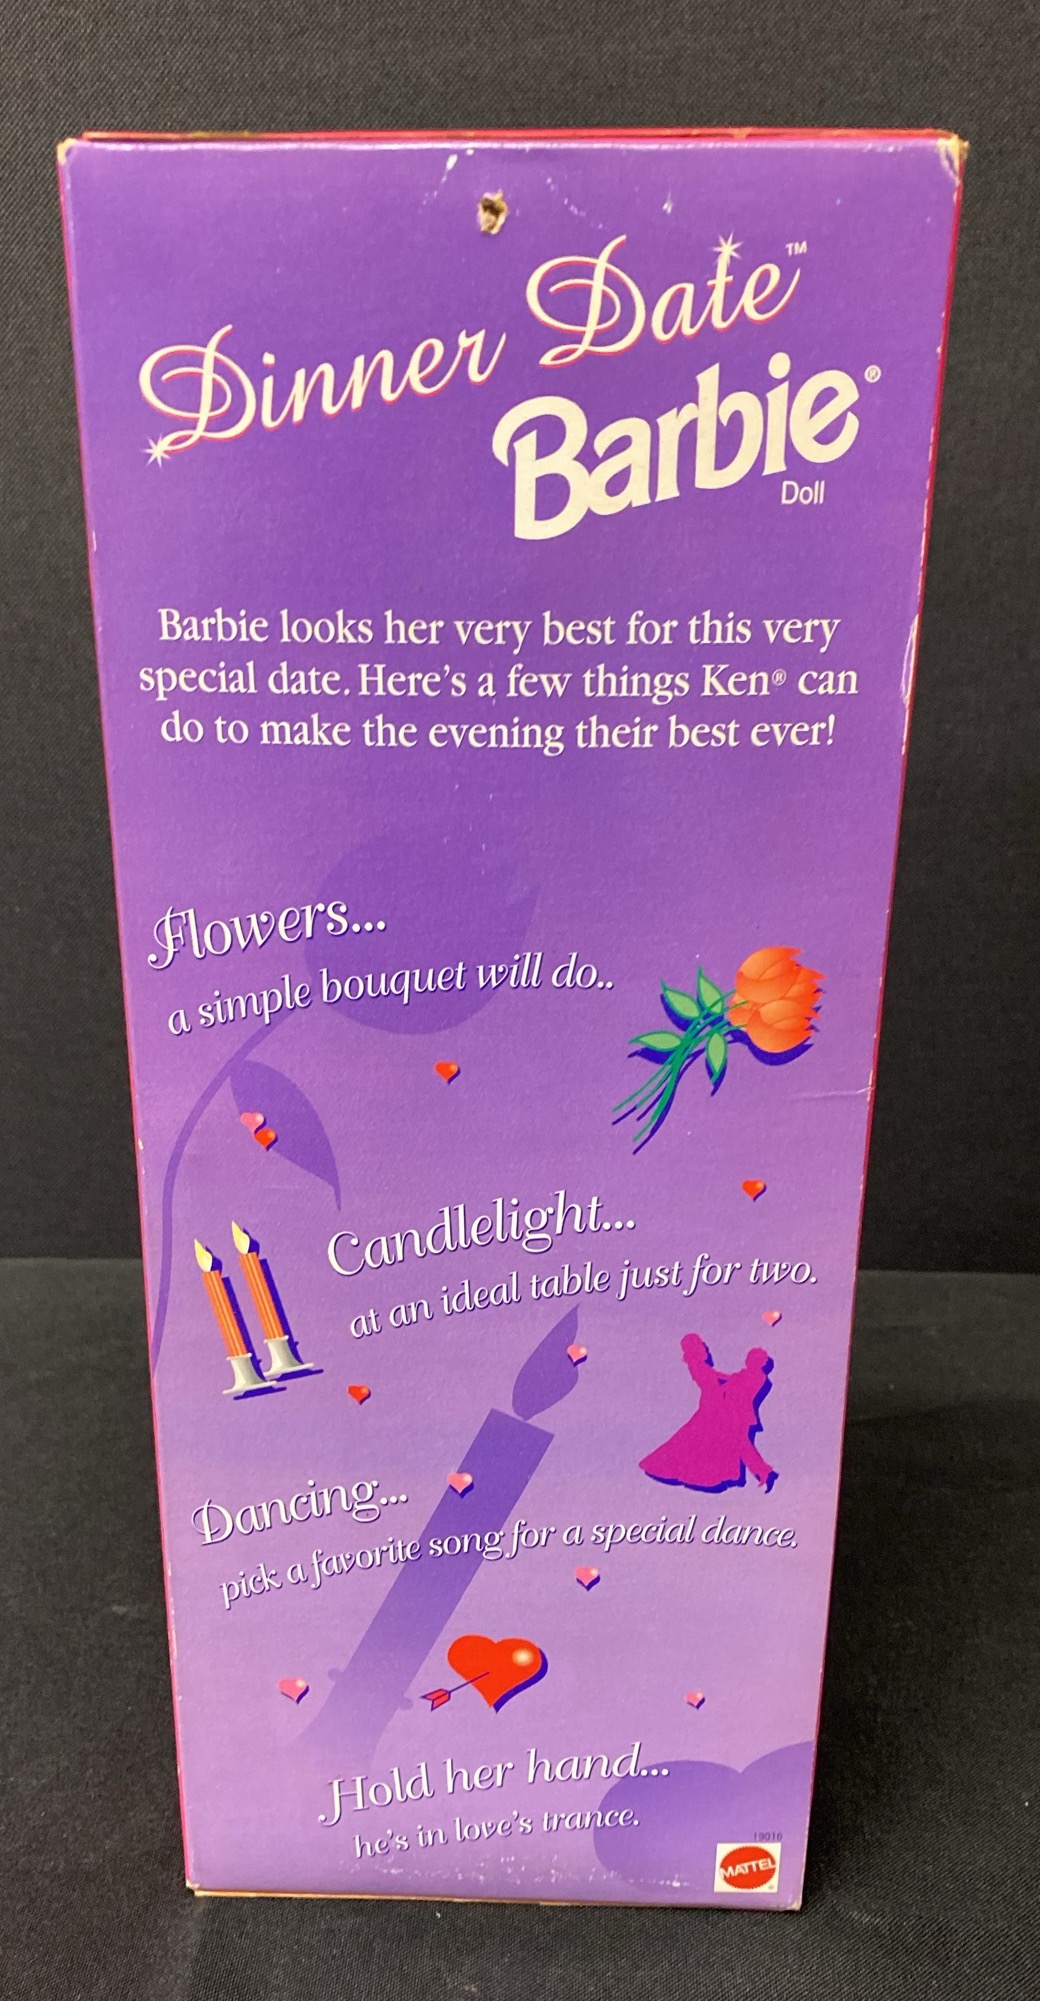 Dinner Date™
Barbie®
Doll
Barbie looks her very best for this very
special date. Here's a few things Ken® can
do to make the evening their best ever!
Flowers...
a simple bouquet will do..
Candlelight...
at an ideal table just for two.
Dancing...
pick a favorite song for a special dance.
Hold her hand...
he's in love's trance.
19016
MATTEL